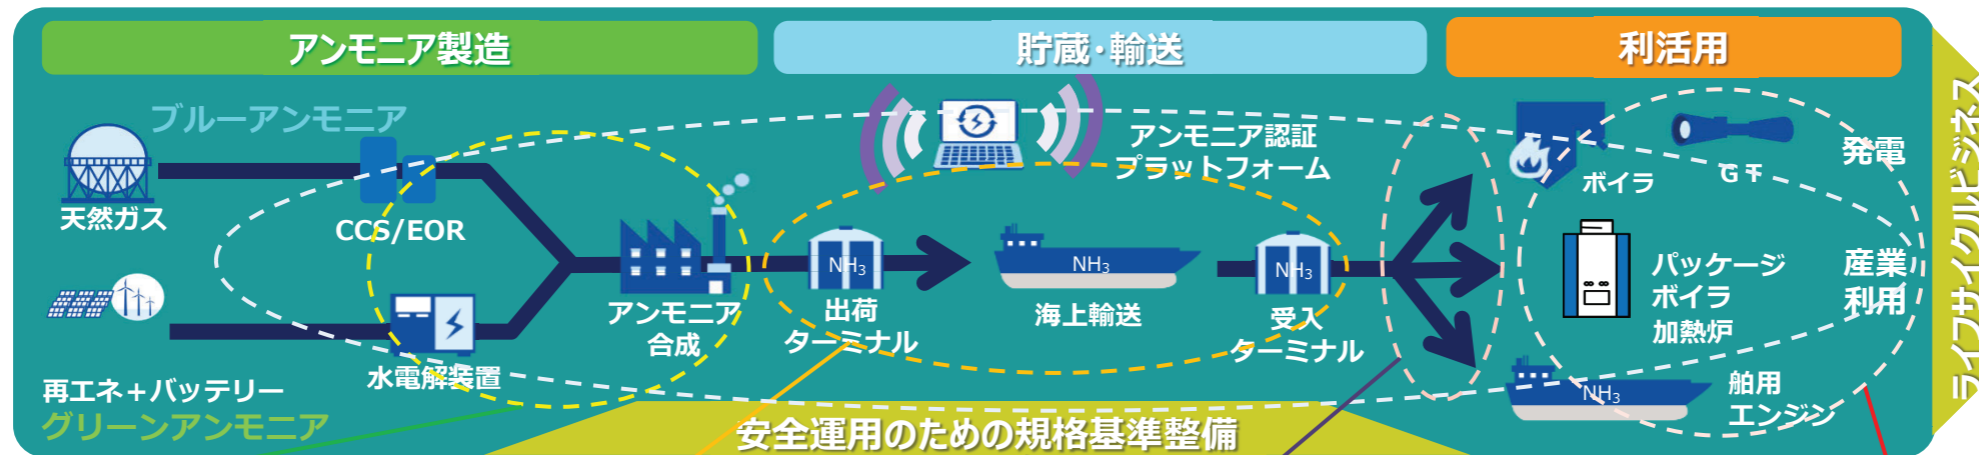 アンモニア製造
貯蔵・輸送
利活用
ブルーアンモニア
天然ガス
CCS/EOR
再エネ+バッテリー
グリーンアンモニア
水電解装置
アンモニア
合成
NH3
出荷
ターミナル
アンモニア認証
プラットフォーム
NH3
海上輸送
NH3
受入
ターミナル
ボイラ
GT
発電
パッケージ
ボイラ
加熱炉
産業
利用
NH3
舶用
エンジン
安全運用のための規格基準整備
ライフサイクルビジネス